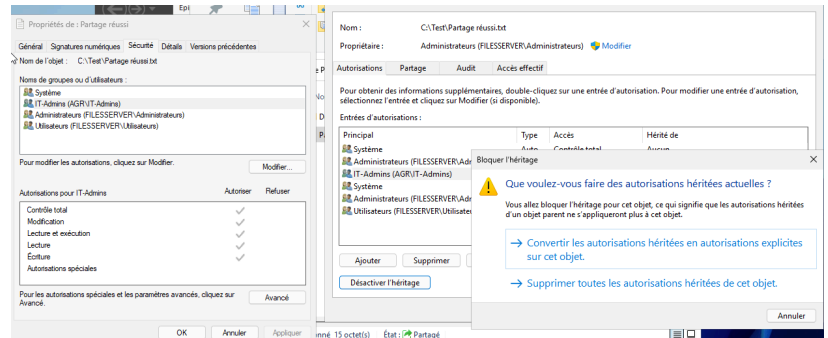 Epi
Propriétés de : Partage réussi
Général Signatures numériques Sécurité Détails Versions précédentes
Nom de l'objet : C:\Test\Partage réussi.txt
Noms de groupes ou d'utilisateurs :
Système
IT-Admins (AGR\IT-Admins)
Administrateurs (FILESSERVER\Administrateurs)
Utilisateurs (FILESSERVER\Utilisateurs)
Pour modifier les autorisations, cliquez sur Modifier.
Modifier...
Autorisations pour IT-Admins Autoriser Refuser
Contrôle total
Modification
Lecture et exécution
Lecture
Écriture
Autorisations spéciales
Pour les autorisations spéciales et les paramètres avancés, cliquez sur
Avancé.
Avancé
OK Annuler Appliquer
Nom : C:\Test\Partage réussi.txt
Propriétaire : Administrateurs (FILESSERVER\Administrateurs) Modifier
Autorisations Partage Audit Accès effectif
Pour obtenir des informations supplémentaires, double-cliquez sur une entrée d'autorisation. Pour modifier une entrée d'autorisation,
sélectionnez l'entrée et cliquez sur Modifier (si disponible).
Entrées d'autorisations :
Principal Type Accès Hérité de
Système Auto Contrôle total Aucun
Administrateurs (FILESSERVER\Adm
IT-Admins (AGR\IT-Admins)
Système
Administrateurs (FILESSERVER\Adm
Utilisateurs (FILESSERVER\Utilisateu
Ajouter Supprimer
Désactiver l'héritage
Bloquer l'héritage
Que voulez-vous faire des autorisations héritées actuelles ?
Vous allez bloquer l'héritage pour cet objet, ce qui signifie que les autorisations héritées
d'un objet parent ne s'appliqueront plus à cet objet.
Convertir les autorisations héritées en autorisations explicites
sur cet objet.
Supprimer toutes les autorisations héritées de cet objet.
Annuler
onné 15 octet(s) État : Partagé